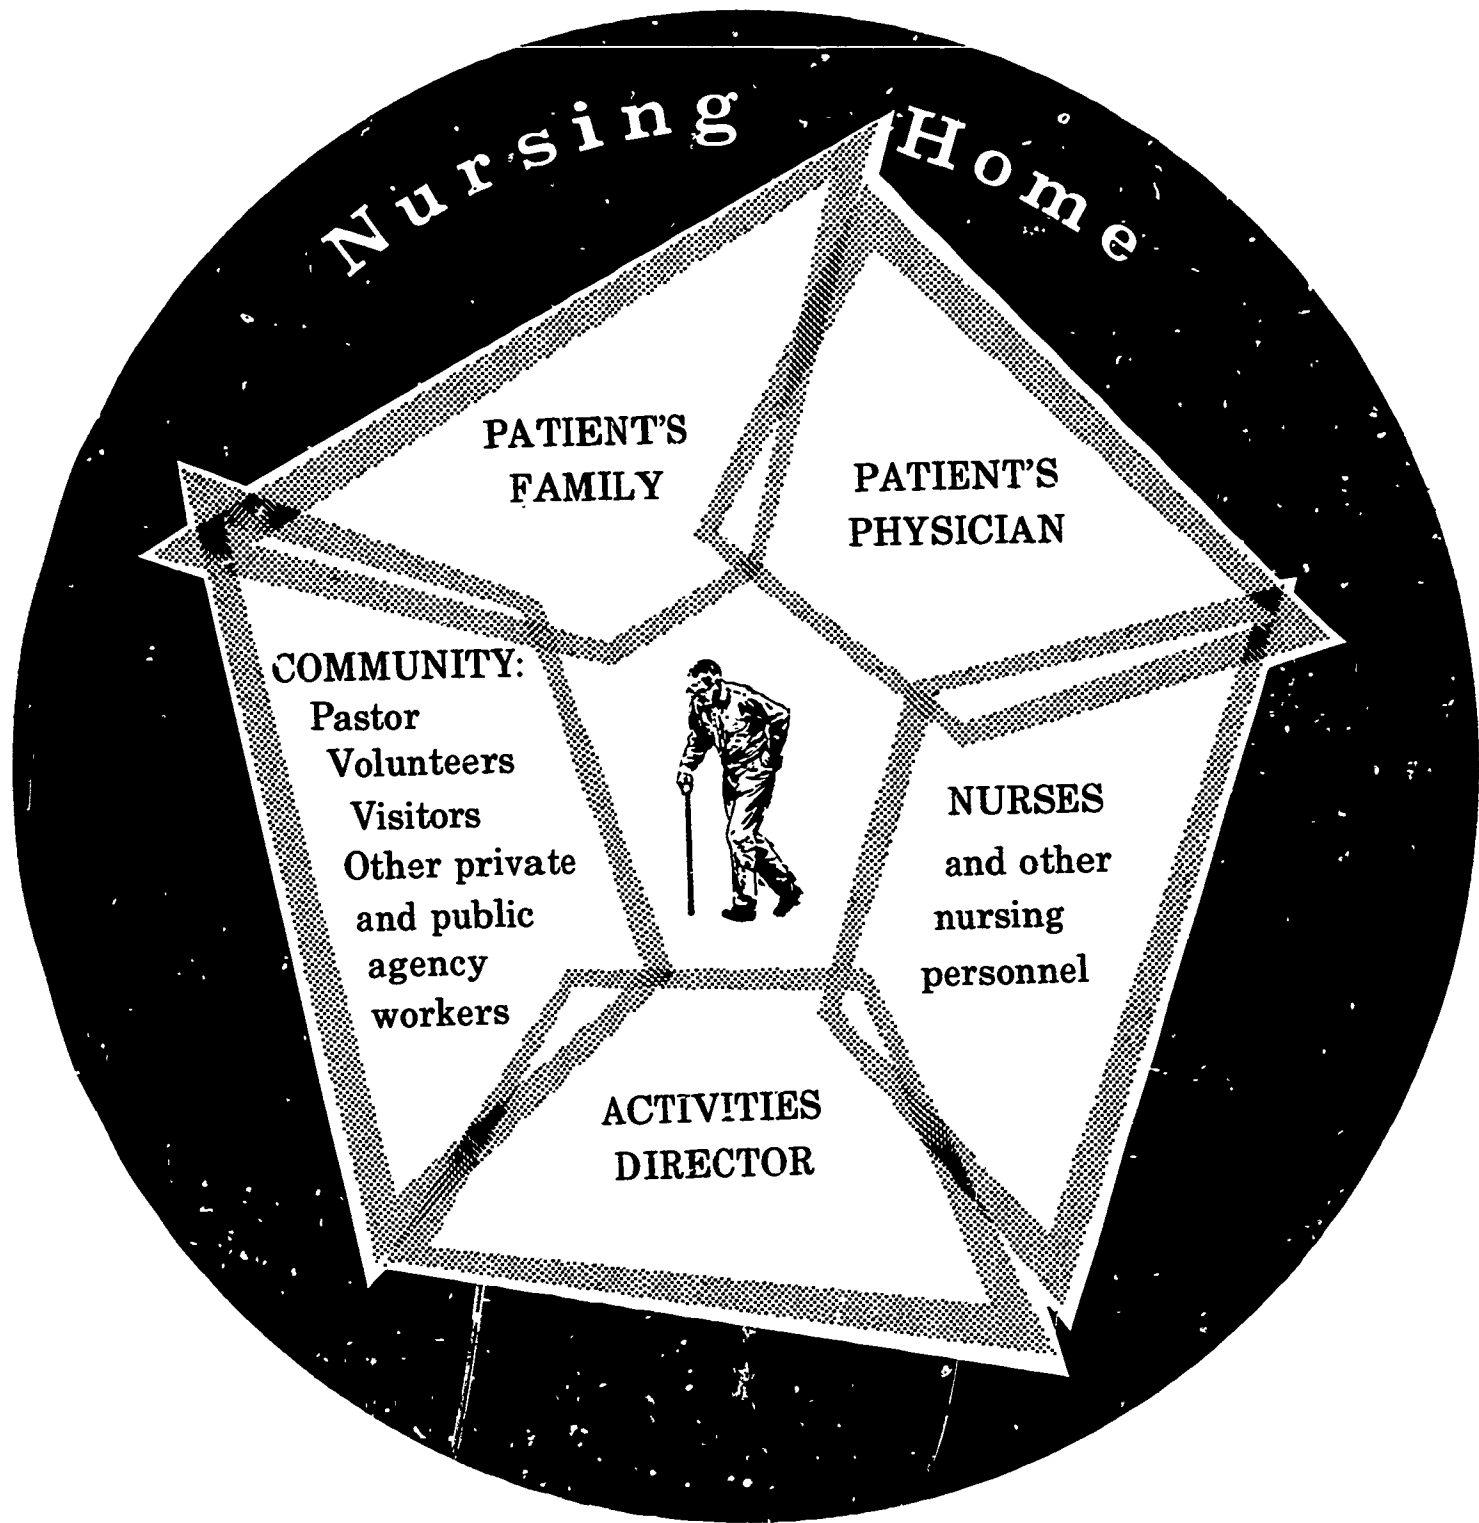 Nursing Home
PATIENT'S
FAMILY
PATIENT'S
PHYSICIAN
COMMUNITY:
Pastor
Volunteers
Visitors
Other private
and public
agency
workers
NURSES
and other
nursing
personnel
ACTIVITIES
DIRECTOR